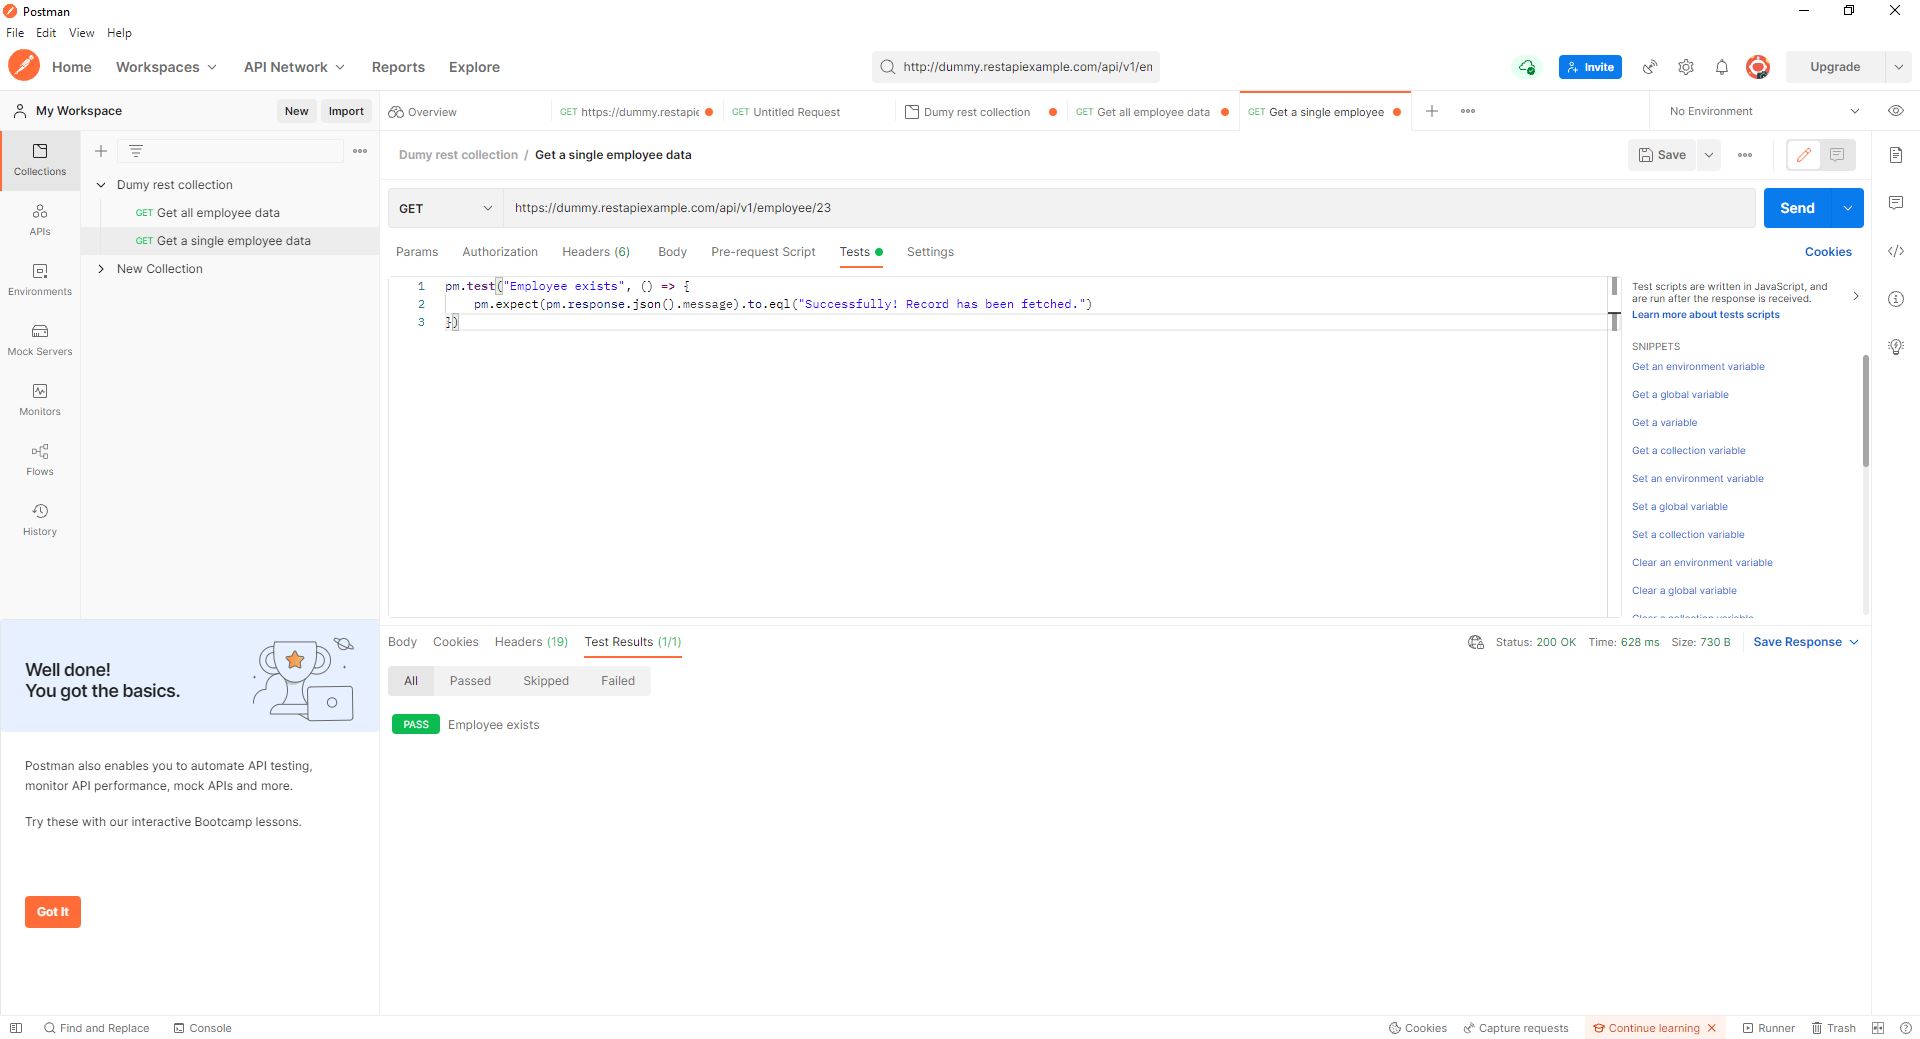 Postman
File Edit View Help
Home Workspaces API Network Reports Explore
http://dummy.restapiexample.com/api/v1/en
Invite
Upgrade
My Workspace
New Import
Overview
GET https://dummy.restapie
GET Untitled Request
Dumy rest collection
GET Get all employee data
GET Get a single employee
No Environment
Collections
APIs
Environments
Mock Servers
Monitors
Flows
History
Dumy rest collection
GET Get all employee data
GET Get a single employee data
New Collection
Dumy rest collection / Get a single employee data
Save
GET https://dummy.restapiexample.com/api/v1/employee/23
Send
Params Authorization Headers (6) Body Pre-request Script Tests Settings
Cookies
1 pm.test("Employee exists", () => {
2 pm.expect(pm.response.json().message).to.eql("Successfully! Record has been fetched.")
3 })
Test scripts are written in JavaScript, and
are run after the response is received.
Learn more about tests scripts
SNIPPETS
Get an environment variable
Get a global variable
Get a variable
Get a collection variable
Set an environment variable
Set a global variable
Set a collection variable
Clear an environment variable
Clear a global variable
Clear a collection variable
Body Cookies Headers (19) Test Results (1/1)
Status: 200 OK Time: 628 ms Size: 730 B Save Response
All Passed Skipped Failed
PASS Employee exists
Well done!
You got the basics.
Postman also enables you to automate API testing,
monitor API performance, mock APIs and more.
Try these with our interactive Bootcamp lessons.
Got It
Find and Replace Console
Cookies Capture requests Continue learning Runner Trash